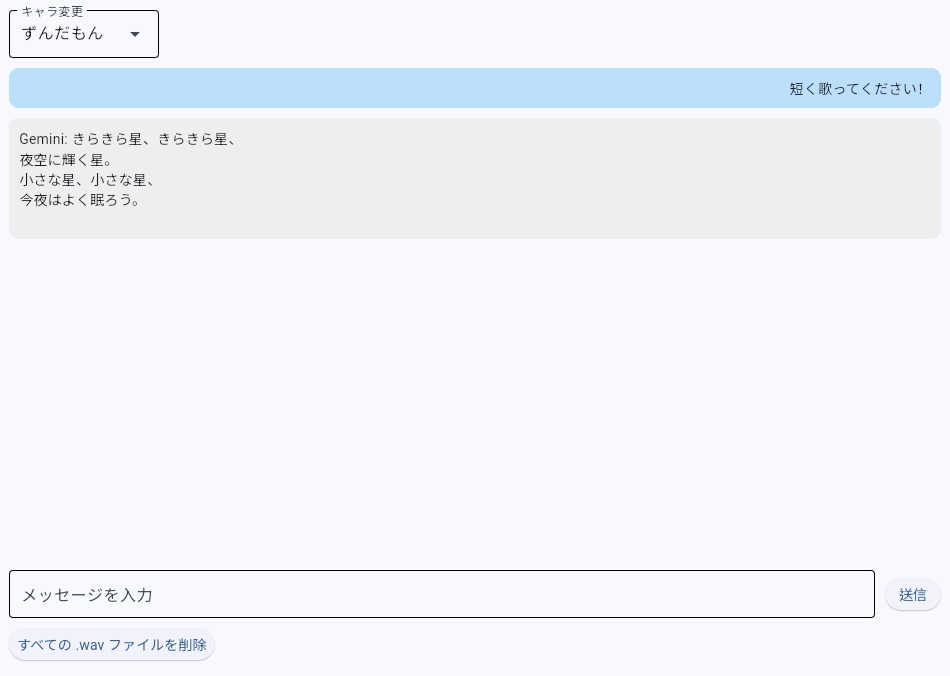 キャラ変更
ずんだもん
短く歌ってください!
Gemini: きらきら星、きらきら星、
夜空に輝く星。
小さな星、小さな星、
今夜はよく眠ろう。
メッセージを入力
送信
すべての .wav ファイルを削除